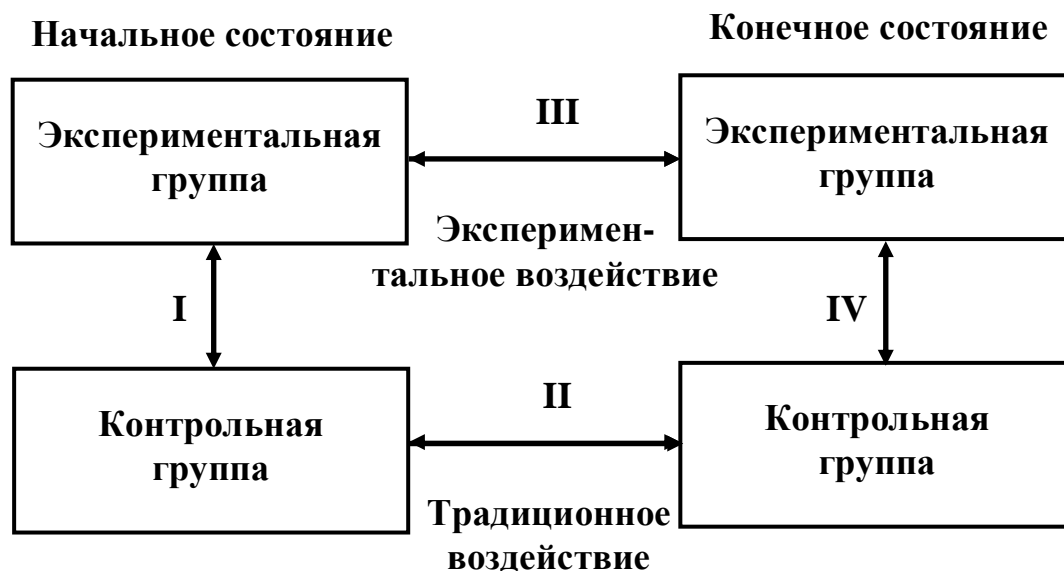 Начальное состояние
Конечное состояние
Экспериментальная
группа
III
Экспериментальная
группа
Эксперимен-
тальное воздействие
I
IV
Контрольная
группа
II
Контрольная
группа
Традиционное
воздействие